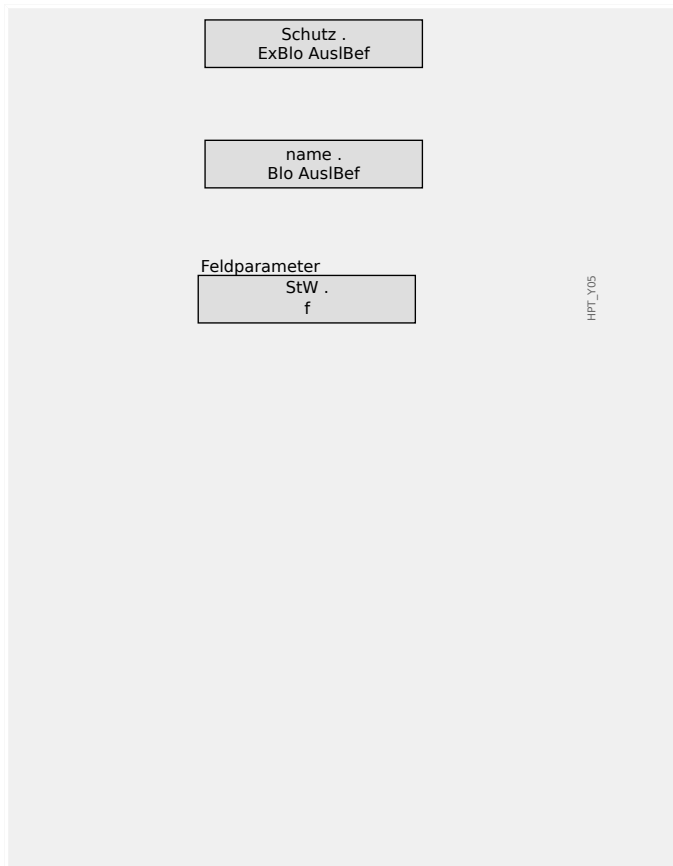 Schutz .
ExBlo AuslBef
name .
Blo AuslBef
Feldparameter
StW .
f
HPT_Y05